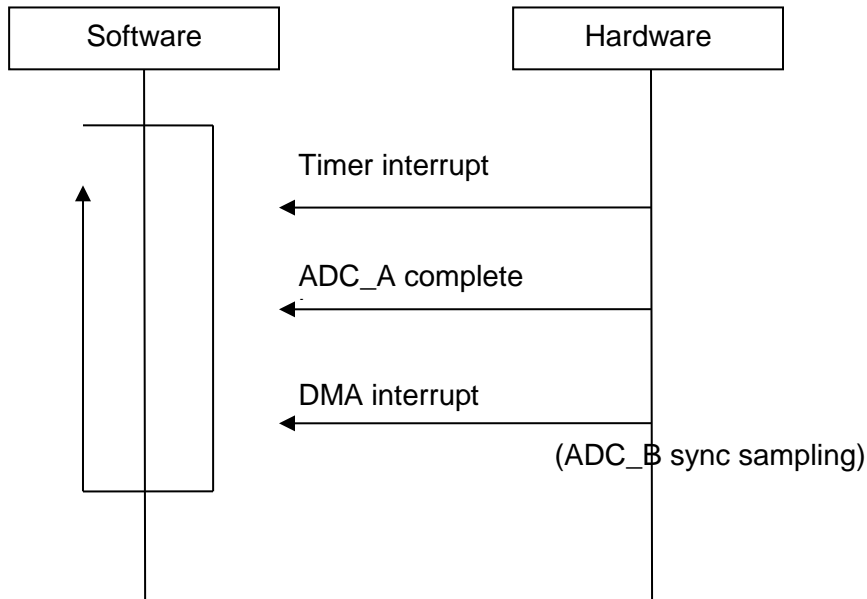 Software
Hardware
Timer interrupt
ADC_A complete
DMA interrupt
(ADC_B sync sampling)